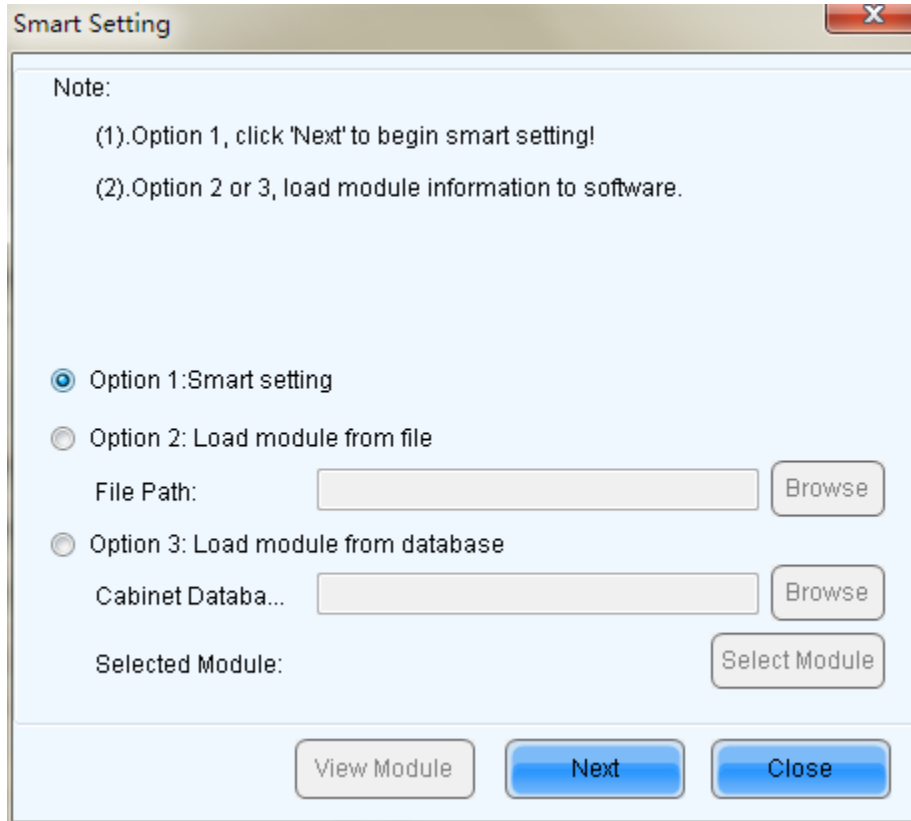 Smart Setting
Note:
(1).Option 1, click 'Next' to begin smart setting!
(2).Option 2 or 3, load module information to software.
Option 1:Smart setting
Option 2: Load module from file
File Path:
Browse
Option 3: Load module from database
Cabinet Databa...
Browse
Selected Module:
Select Module
View Module
Next
Close